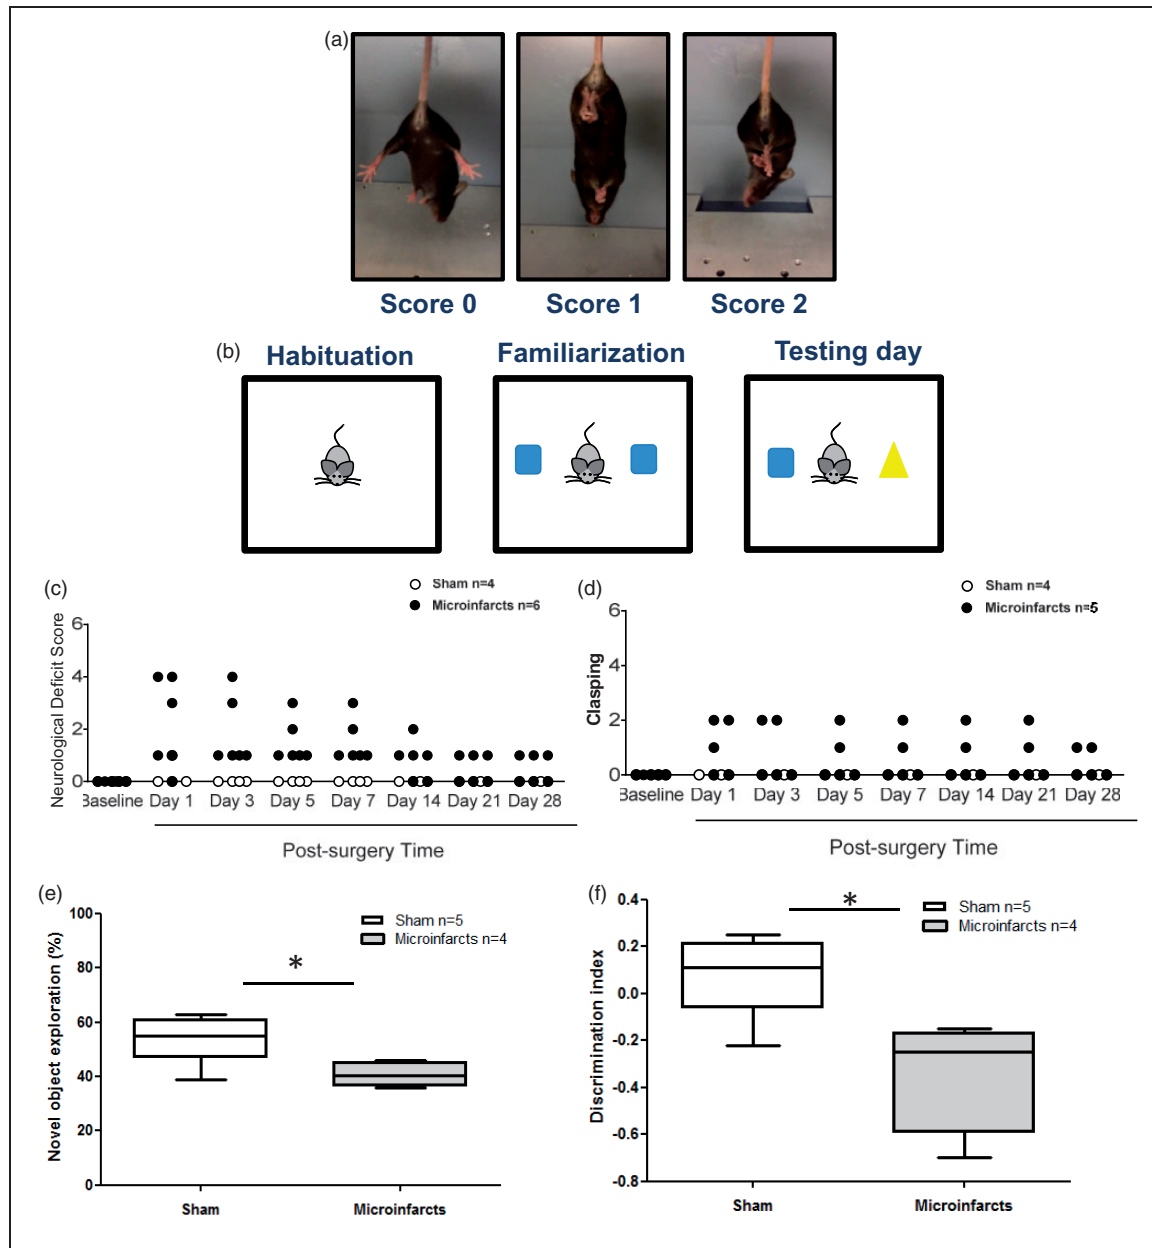 (a)
Score 0 Score 1 Score 2
(b)
Habituation Familiarization Testing day
(c)
Sham n=4
Microinfarcts n=6
Neurological Deficit Score
6
4
2
0
Baseline Day 1 Day 3 Day 5 Day 7 Day 14 Day 21 Day 28
Post-surgery Time
(d)
Sham n=4
Microinfarcts n=5
Clasping
6
4
2
0
Baseline Day 1 Day 3 Day 5 Day 7 Day 14 Day 21 Day 28
Post-surgery Time
(e)
Sham n=5
Microinfarcts n=4
*
Novel object exploration (%)
100
80
60
40
20
0
Sham Microinfarcts
(f)
Sham n=5
Microinfarcts n=4
*
Discrimination index
0.4
0.2
0.0
-0.2
-0.4
-0.6
-0.8
Sham Microinfarcts